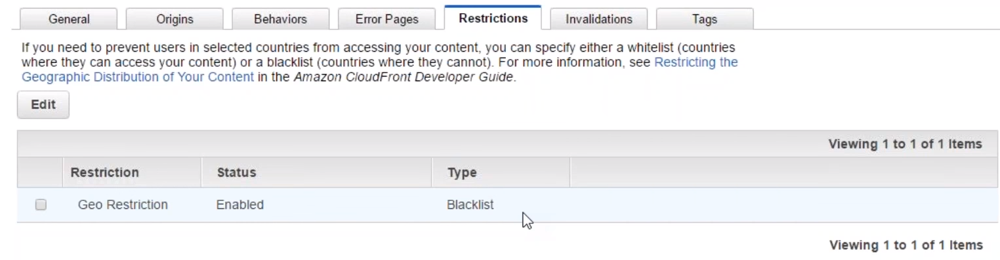 General Origins Behaviors Error Pages Restrictions Invalidations Tags
If you need to prevent users in selected countries from accessing your content, you can specify either a whitelist (countries
where they can access your content) or a blacklist (countries where they cannot). For more information, see Restricting the
Geographic Distribution of Your Content in the Amazon CloudFront Developer Guide.
Edit
Viewing 1 to 1 of 1 Items
Restriction Status Type
Geo Restriction Enabled Blacklist
Viewing 1 to 1 of 1 Items